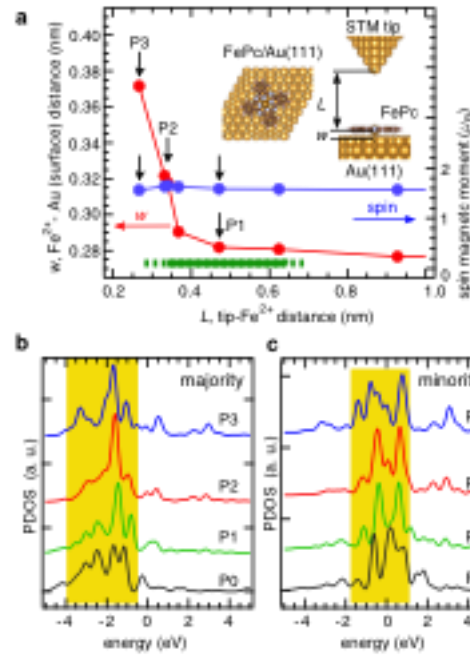 a
STM tip
P3
FePc/Au(111)
L
FePc
w
Au(111)
P2
P1
w
spin
0.40
0.38
0.36
0.34
0.32
0.30
0.28
w, Fe²⁺- Au (surface) distance (nm)
2
1
0
spin magnetic moment (μB)
0.2 0.4 0.6 0.8 1.0
L, tip-Fe²⁺ distance (nm)
b
majority
P3
P2
P1
P0
PDOS (a. u.)
-4 -2 0 2 4
energy (eV)
c
minorit
PDOS (a. u.)
-4 -2 0 2 4
energy (eV)